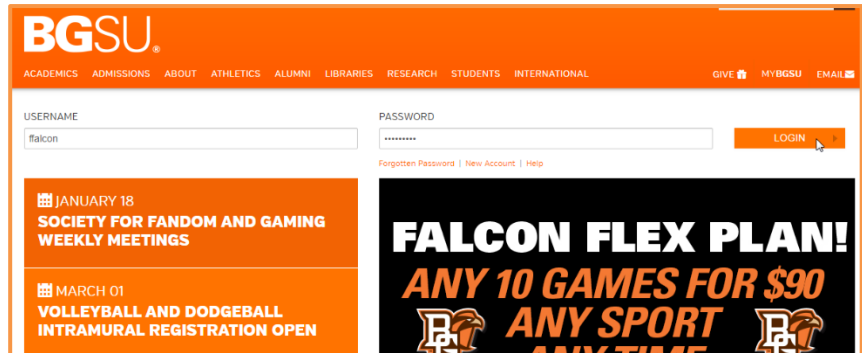 BGSU®
ACADEMICS ADMISSIONS ABOUT ATHLETICS ALUMNI LIBRARIES RESEARCH STUDENTS INTERNATIONAL GIVE MYBGSU EMAIL
USERNAME PASSWORD
ffalcon ••••••••• LOGIN
Forgotten Password | New Account | Help
JANUARY 18
SOCIETY FOR FANDOM AND GAMING
WEEKLY MEETINGS
MARCH 01
VOLLEYBALL AND DODGEBALL
INTRAMURAL REGISTRATION OPEN
FALCON FLEX PLAN!
ANY 10 GAMES FOR $90
ANY SPORT
ANY TIME